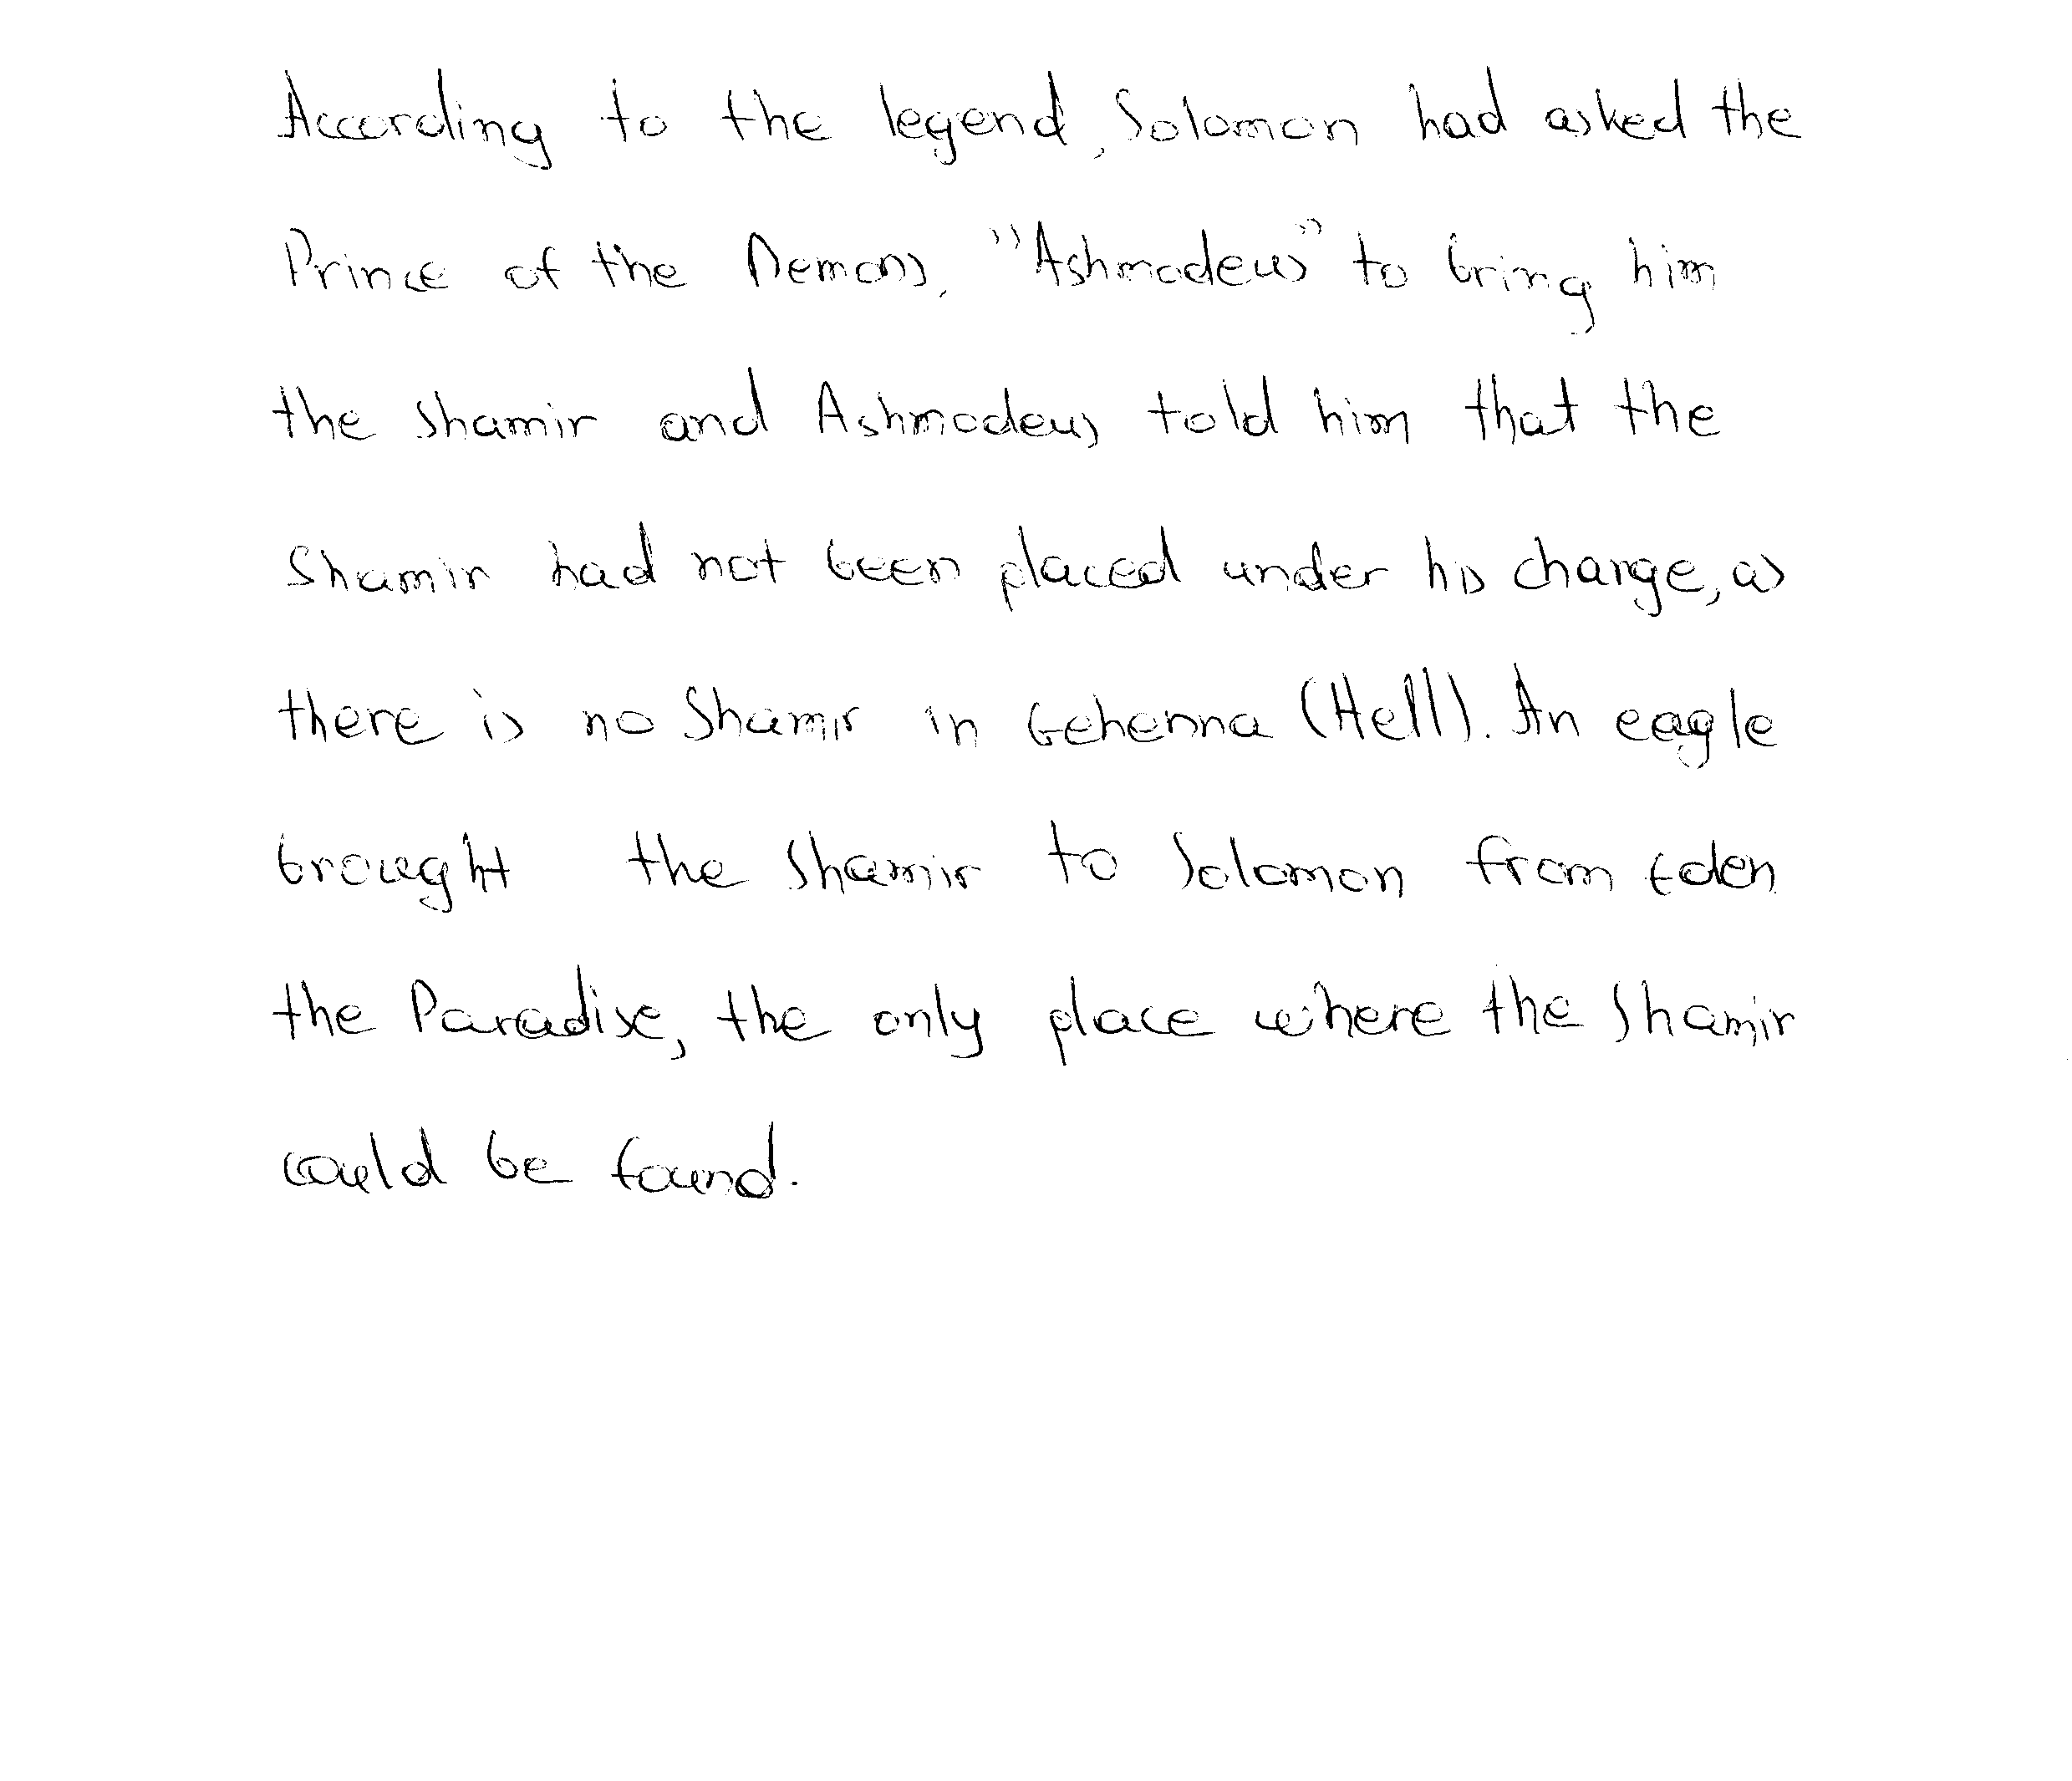 According to the legend, Solomon had asked the
Prince of the Demons, "Ashmodeus" to bring him
the Shamir and Ashmodeus told him that the
Shamir had not been placed under his charge, as
there is no Shamir in Gehenna (Hell). An eagle
brought the Shamir to Solomon from Eden
the Paradise, the only place where the Shamir
could be found.